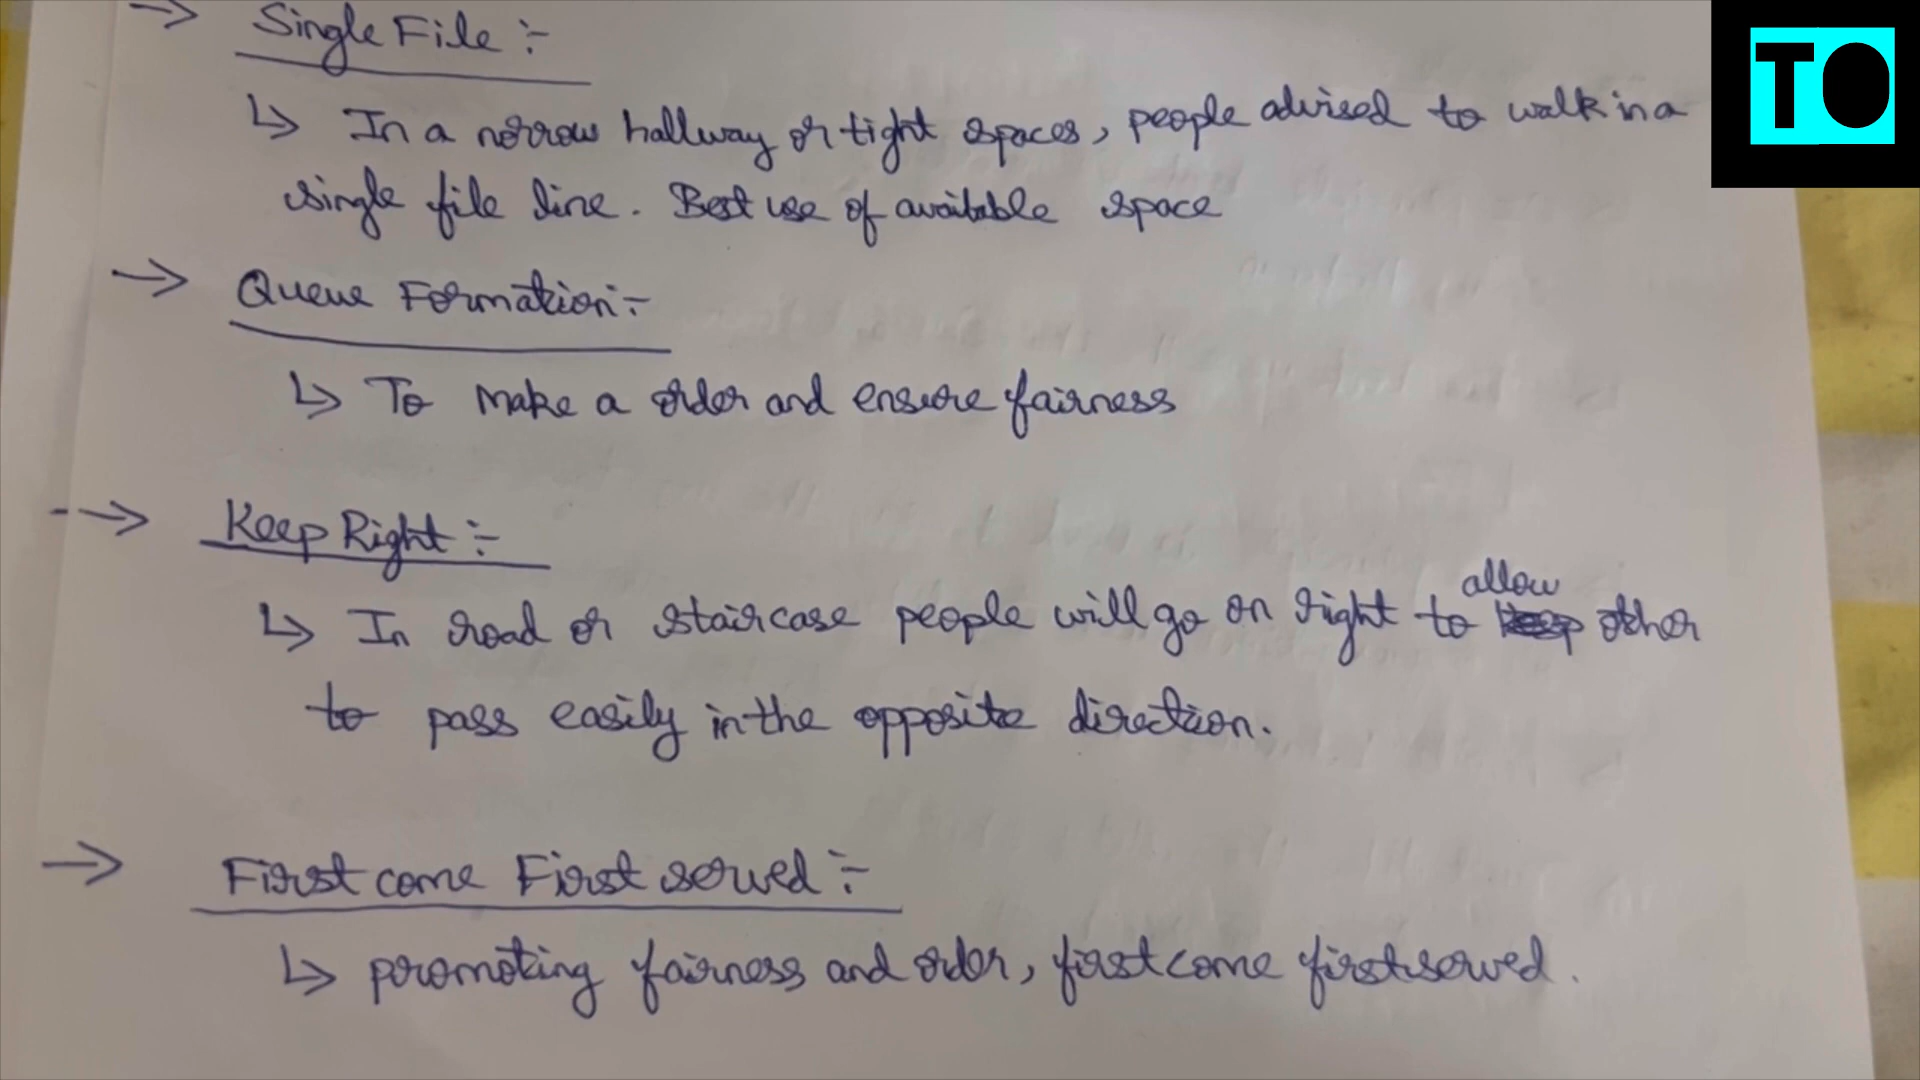 → Single File :-
↳ In a norrow hallway or tight spaces, people advised to walk in a
single file line. Best use of available space
→ Queue Formation :-
↳ To make a order and ensure fairness
--> Keep Right :-
↳ In road or staircase people will go on right to allow other
to pass easily in the opposite direction.
→ First come First served :-
↳ promoting fairness and order, first come first served.
TO